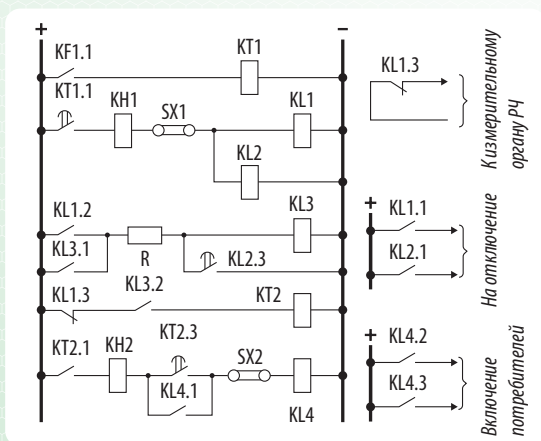 +
−
KF1.1
KT1
KT1.1
KH1
SX1
KL1
KL2
KL1.2
KL3
KL3.1
R
KL2.3
KL1.3
KL3.2
KT2
KT2.1
KH2
KT2.3
SX2
KL4.1
KL4
KL1.3
К измерительному
органу РЧ
+
KL1.1
KL2.1
На отключение
+
KL4.2
KL4.3
Включение
потребителей